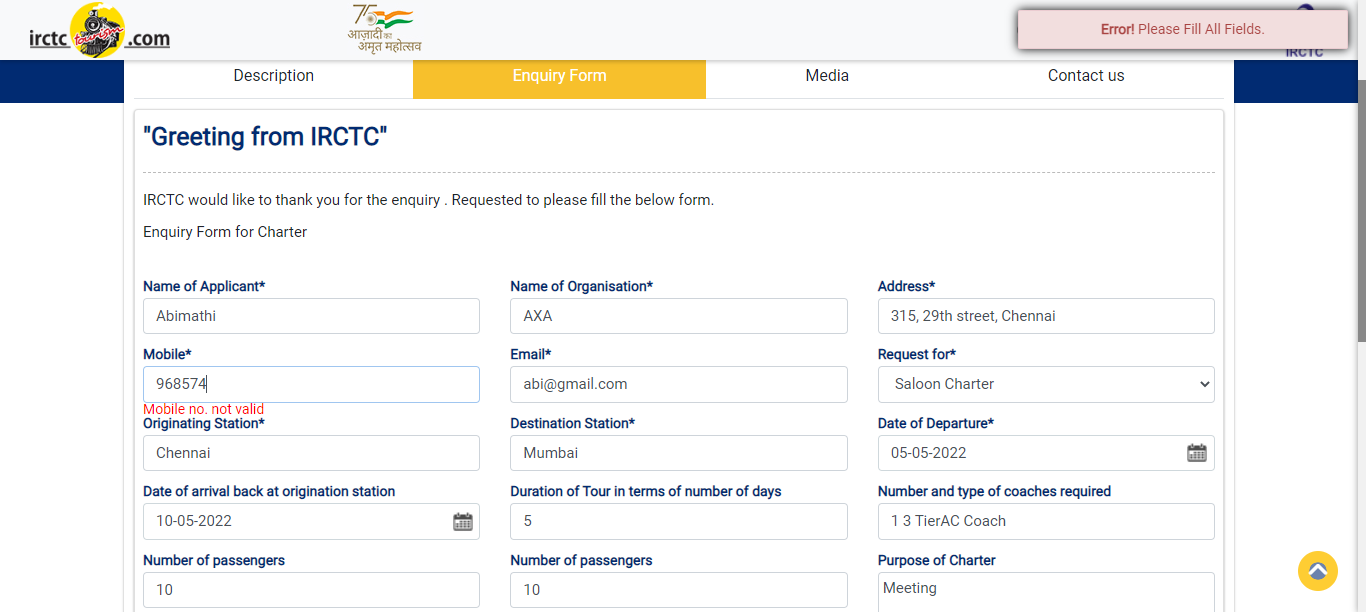 irctc tourism .com
75
आज़ादी का
अमृत महोत्सव
Error! Please Fill All Fields.
IRCTC
Description Enquiry Form Media Contact us
"Greeting from IRCTC"
IRCTC would like to thank you for the enquiry . Requested to please fill the below form.
Enquiry Form for Charter
Name of Applicant* Name of Organisation* Address*
Abimathi AXA 315, 29th street, Chennai
Mobile* Email* Request for*
968574 abi@gmail.com Saloon Charter
Mobile no. not valid
Originating Station* Destination Station* Date of Departure*
Chennai Mumbai 05-05-2022
Date of arrival back at origination station Duration of Tour in terms of number of days Number and type of coaches required
10-05-2022 5 1 3 TierAC Coach
Number of passengers Number of passengers Purpose of Charter
10 10 Meeting